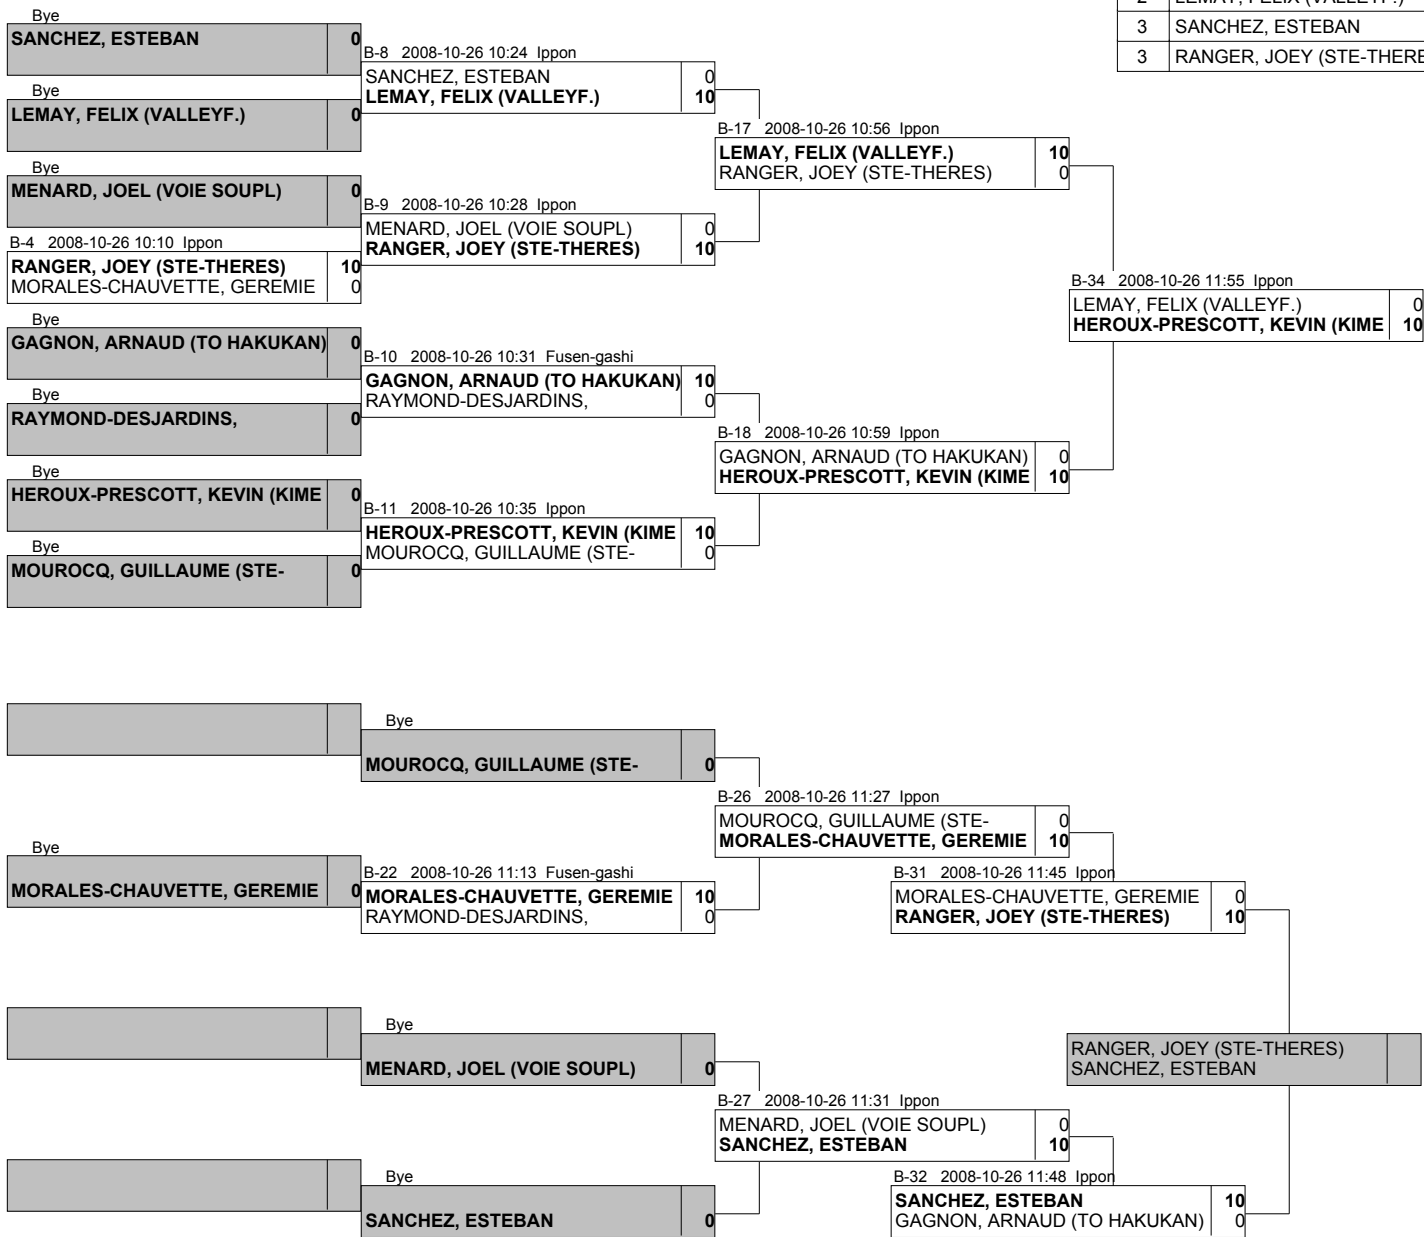 2 LEMAY, FELIX (VALLEYF.)
3 SANCHEZ, ESTEBAN
3 RANGER, JOEY (STE-THERE
Bye
SANCHEZ, ESTEBAN 0
Bye
LEMAY, FELIX (VALLEYF.) 0
Bye
MENARD, JOEL (VOIE SOUPL) 0
B-4 2008-10-26 10:10 Ippon
RANGER, JOEY (STE-THERES) 10
MORALES-CHAUVETTE, GEREMIE 0
Bye
GAGNON, ARNAUD (TO HAKUKAN) 0
Bye
RAYMOND-DESJARDINS, 0
Bye
HEROUX-PRESCOTT, KEVIN (KIME 0
Bye
MOUROCQ, GUILLAUME (STE- 0
B-8 2008-10-26 10:24 Ippon
SANCHEZ, ESTEBAN 0
LEMAY, FELIX (VALLEYF.) 10
B-9 2008-10-26 10:28 Ippon
MENARD, JOEL (VOIE SOUPL) 0
RANGER, JOEY (STE-THERES) 10
B-10 2008-10-26 10:31 Fusen-gashi
GAGNON, ARNAUD (TO HAKUKAN) 10
RAYMOND-DESJARDINS, 0
B-11 2008-10-26 10:35 Ippon
HEROUX-PRESCOTT, KEVIN (KIME 10
MOUROCQ, GUILLAUME (STE- 0
B-17 2008-10-26 10:56 Ippon
LEMAY, FELIX (VALLEYF.) 10
RANGER, JOEY (STE-THERES) 0
B-18 2008-10-26 10:59 Ippon
GAGNON, ARNAUD (TO HAKUKAN) 0
HEROUX-PRESCOTT, KEVIN (KIME 10
B-34 2008-10-26 11:55 Ippon
LEMAY, FELIX (VALLEYF.) 0
HEROUX-PRESCOTT, KEVIN (KIME 10
Bye
MORALES-CHAUVETTE, GEREMIE 0
Bye
MOUROCQ, GUILLAUME (STE- 0
B-22 2008-10-26 11:13 Fusen-gashi
MORALES-CHAUVETTE, GEREMIE 10
RAYMOND-DESJARDINS, 0
Bye
MENARD, JOEL (VOIE SOUPL) 0
Bye
SANCHEZ, ESTEBAN 0
B-26 2008-10-26 11:27 Ippon
MOUROCQ, GUILLAUME (STE- 0
MORALES-CHAUVETTE, GEREMIE 10
B-27 2008-10-26 11:31 Ippon
MENARD, JOEL (VOIE SOUPL) 0
SANCHEZ, ESTEBAN 10
B-31 2008-10-26 11:45 Ippon
MORALES-CHAUVETTE, GEREMIE 0
RANGER, JOEY (STE-THERES) 10
B-32 2008-10-26 11:48 Ippon
SANCHEZ, ESTEBAN 10
GAGNON, ARNAUD (TO HAKUKAN) 0
RANGER, JOEY (STE-THERES)
SANCHEZ, ESTEBAN